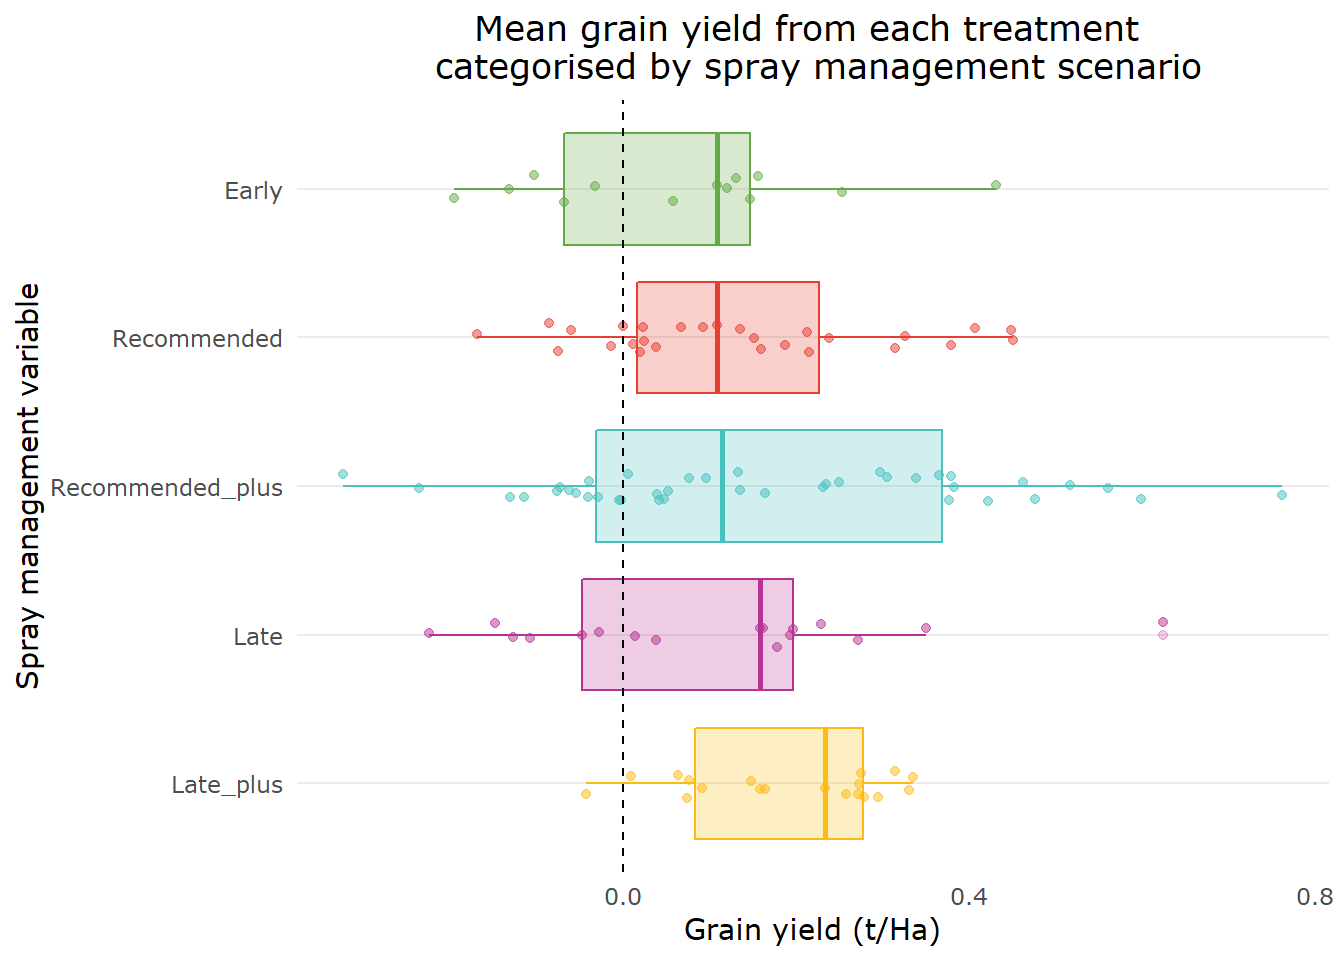 Mean grain yield from each treatment
categorised by spray management scenario
Spray management variable
Early
Recommended
Recommended_plus
Late
Late_plus
0.0
0.4
0.8
Grain yield (t/Ha)